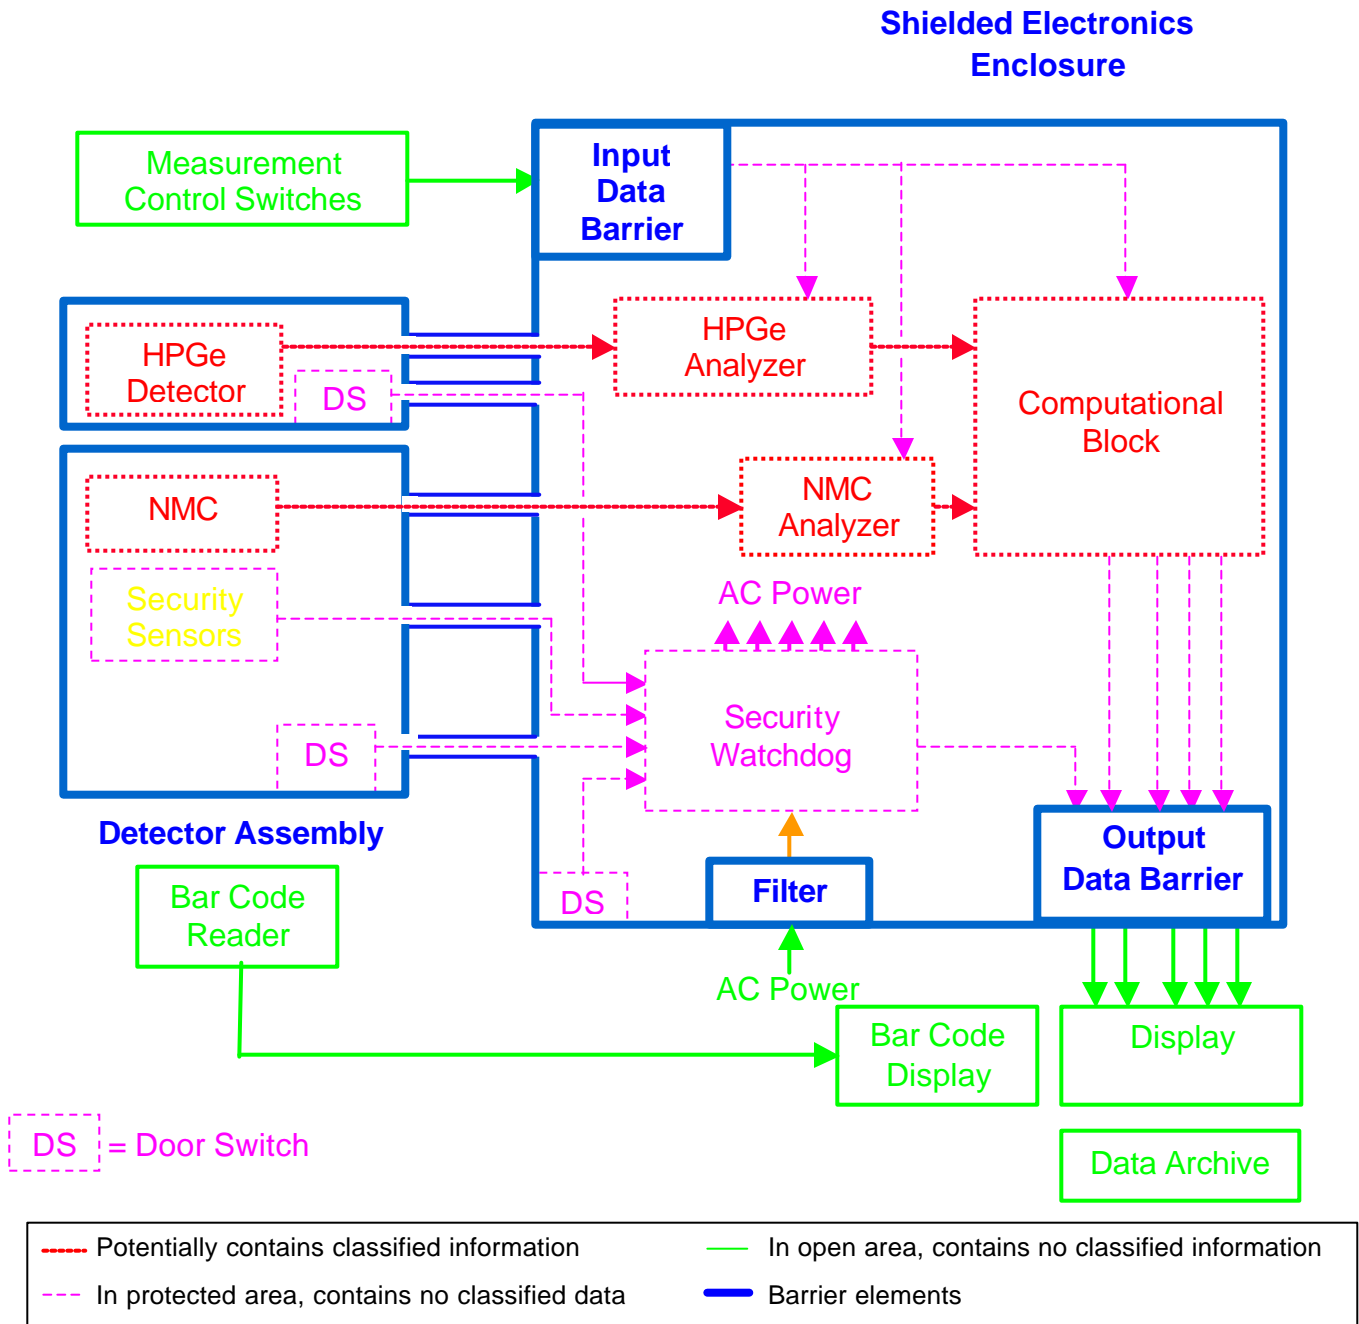 Shielded Electronics
Enclosure
Measurement
Control Switches
Input
Data
Barrier
HPGe
Detector
DS
HPGe
Analyzer
Computational
Block
NMC
NMC
Analyzer
Security
Sensors
AC Power
DS
Security
Watchdog
Detector Assembly
Output
Data Barrier
Bar Code
Reader
DS
Filter
AC Power
Bar Code
Display
Display
DS = Door Switch
Data Archive
Potentially contains classified information
In open area, contains no classified information
In protected area, contains no classified data
Barrier elements